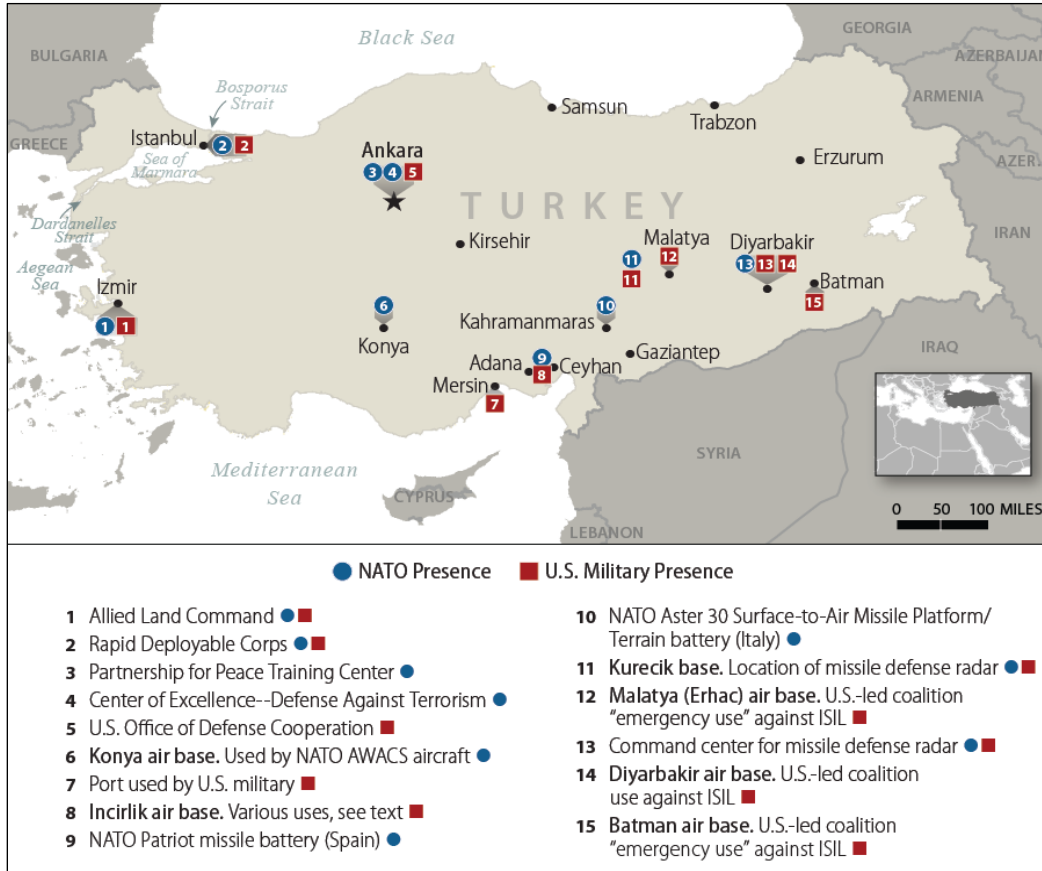 Black Sea
BULGARIA
GEORGIA
AZERBAIJAN
ARMENIA
Bosporus
Strait
GREECE
Istanbul
2 2
Samsun
Trabzon
Ankara
3 4 5
Erzurum
AZER.
Sea of
Marmara
TURKEY
Dardanelles
Strait
Kirsehir
Malatya
12
Diyarbakir
13 13 14
IRAN
Aegean
Sea
11
11
Izmir
1 1
Batman
15
6
Konya
10
Kahramanmaras
Gaziantep
IRAQ
9
Adana
Ceyhan
8
Mersin
7
Mediterranean
Sea
SYRIA
CYPRUS
LEBANON
0 50 100 MILES
NATO Presence U.S. Military Presence
1 Allied Land Command
2 Rapid Deployable Corps
3 Partnership for Peace Training Center
4 Center of Excellence--Defense Against Terrorism
5 U.S. Office of Defense Cooperation
6 Konya air base. Used by NATO AWACS aircraft
7 Port used by U.S. military
8 Incirlik air base. Various uses, see text
9 NATO Patriot missile battery (Spain)
10 NATO Aster 30 Surface-to-Air Missile Platform/
Terrain battery (Italy)
11 Kurecik base. Location of missile defense radar
12 Malatya (Erhac) air base. U.S.-led coalition
"emergency use" against ISIL
13 Command center for missile defense radar
14 Diyarbakir air base. U.S.-led coalition
use against ISIL
15 Batman air base. U.S.-led coalition
"emergency use" against ISIL